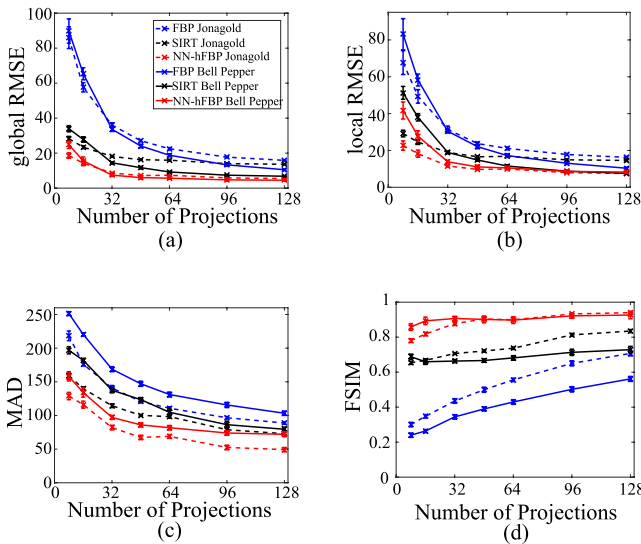 100
80
60
40
20
0
0 32 64 96 128
global RMSE
Number of Projections
(a)
FBP Jonagold
SIRT Jonagold
NN-hFBP Jonagold
FBP Bell Pepper
SIRT Bell Pepper
NN-hFBP Bell Pepper
80
60
40
20
0
0 32 64 96 128
local RMSE
Number of Projections
(b)
250
200
150
100
50
0
0 32 64 96 128
MAD
Number of Projections
(c)
1
0.8
0.6
0.4
0.2
0
0 32 64 96 128
FSIM
Number of Projections
(d)